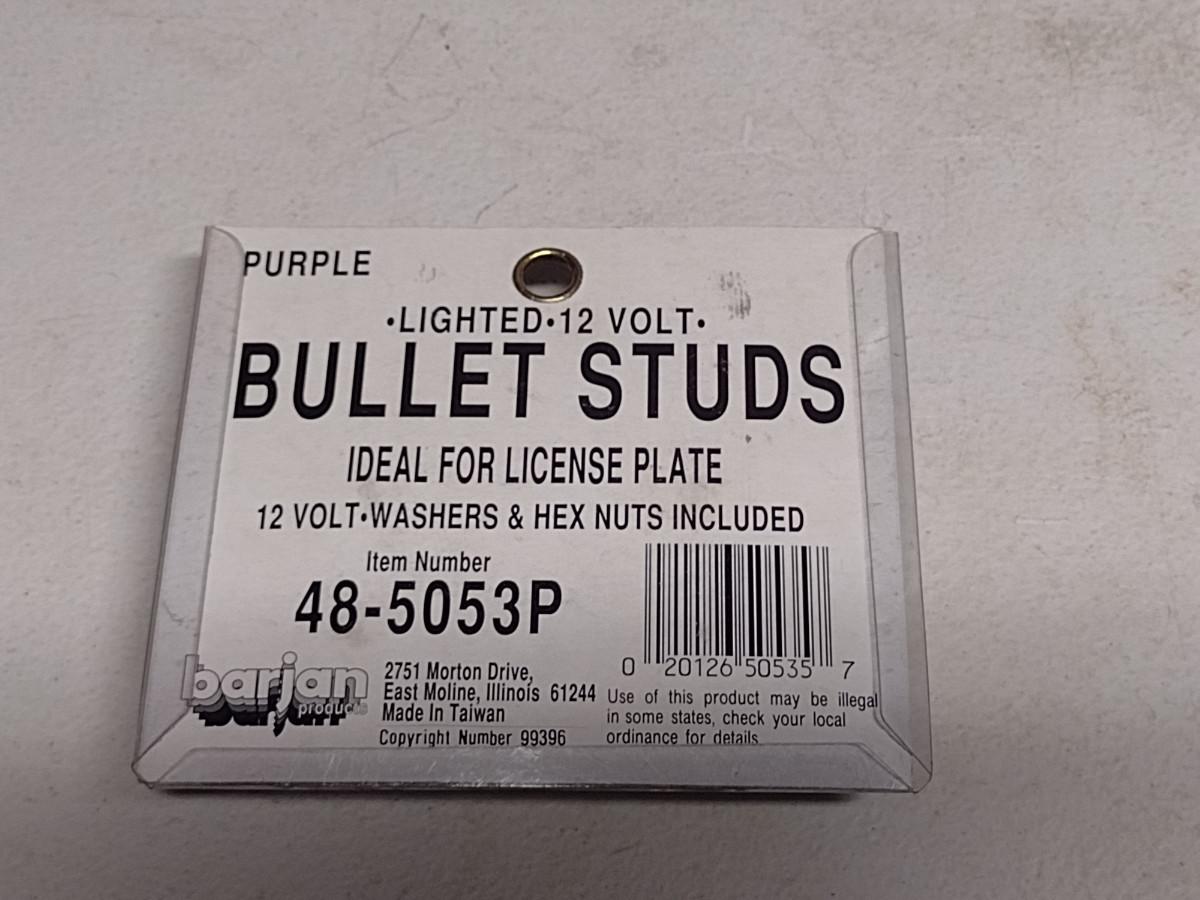 PURPLE
•LIGHTED•12 VOLT•
BULLET STUDS
IDEAL FOR LICENSE PLATE
12 VOLT•WASHERS & HEX NUTS INCLUDED
Item Number
48-5053P
0 20126 50535 7
barjan
products
2751 Morton Drive,
East Moline, Illinois 61244
Made In Taiwan
Copyright Number 99396
Use of this product may be illegal
in some states, check your local
ordinance for details.